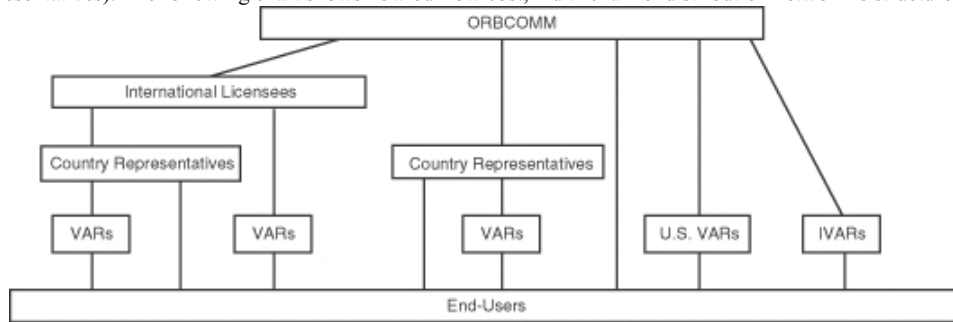 ORBCOMM
International Licensees
Country Representatives
Country Representatives
VARs
VARs
VARs
U.S. VARs
IVARs
End-Users